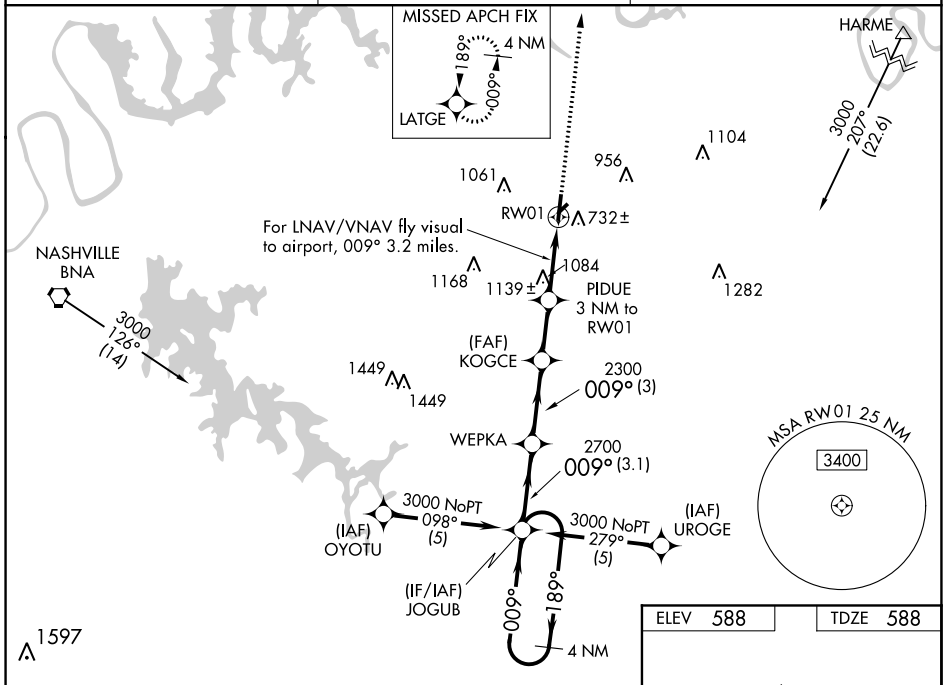 MISSED APCH FIX
4 NM
189°
009°
LATGE
HARME
3000
207°
(22.6)
1104
956
1061
RW01
732±
For LNAV/VNAV fly visual
to airport, 009° 3.2 miles.
NASHVILLE
BNA
3000
126°
(14)
1168
1084
1139±
PIDUE
3 NM to
RW01
1282
(FAF)
KOGCE
1449
1449
2300
009° (3)
WEPKA
2700
009° (3.1)
MSA RW01 25 NM
3400
3000 NoPT
098°
(5)
(IAF)
OYOTU
3000 NoPT
279°
(5)
(IAF)
UROGE
(IF/IAF)
JOGUB
009°
189°
4 NM
1597
ELEV 588
TDZE 588